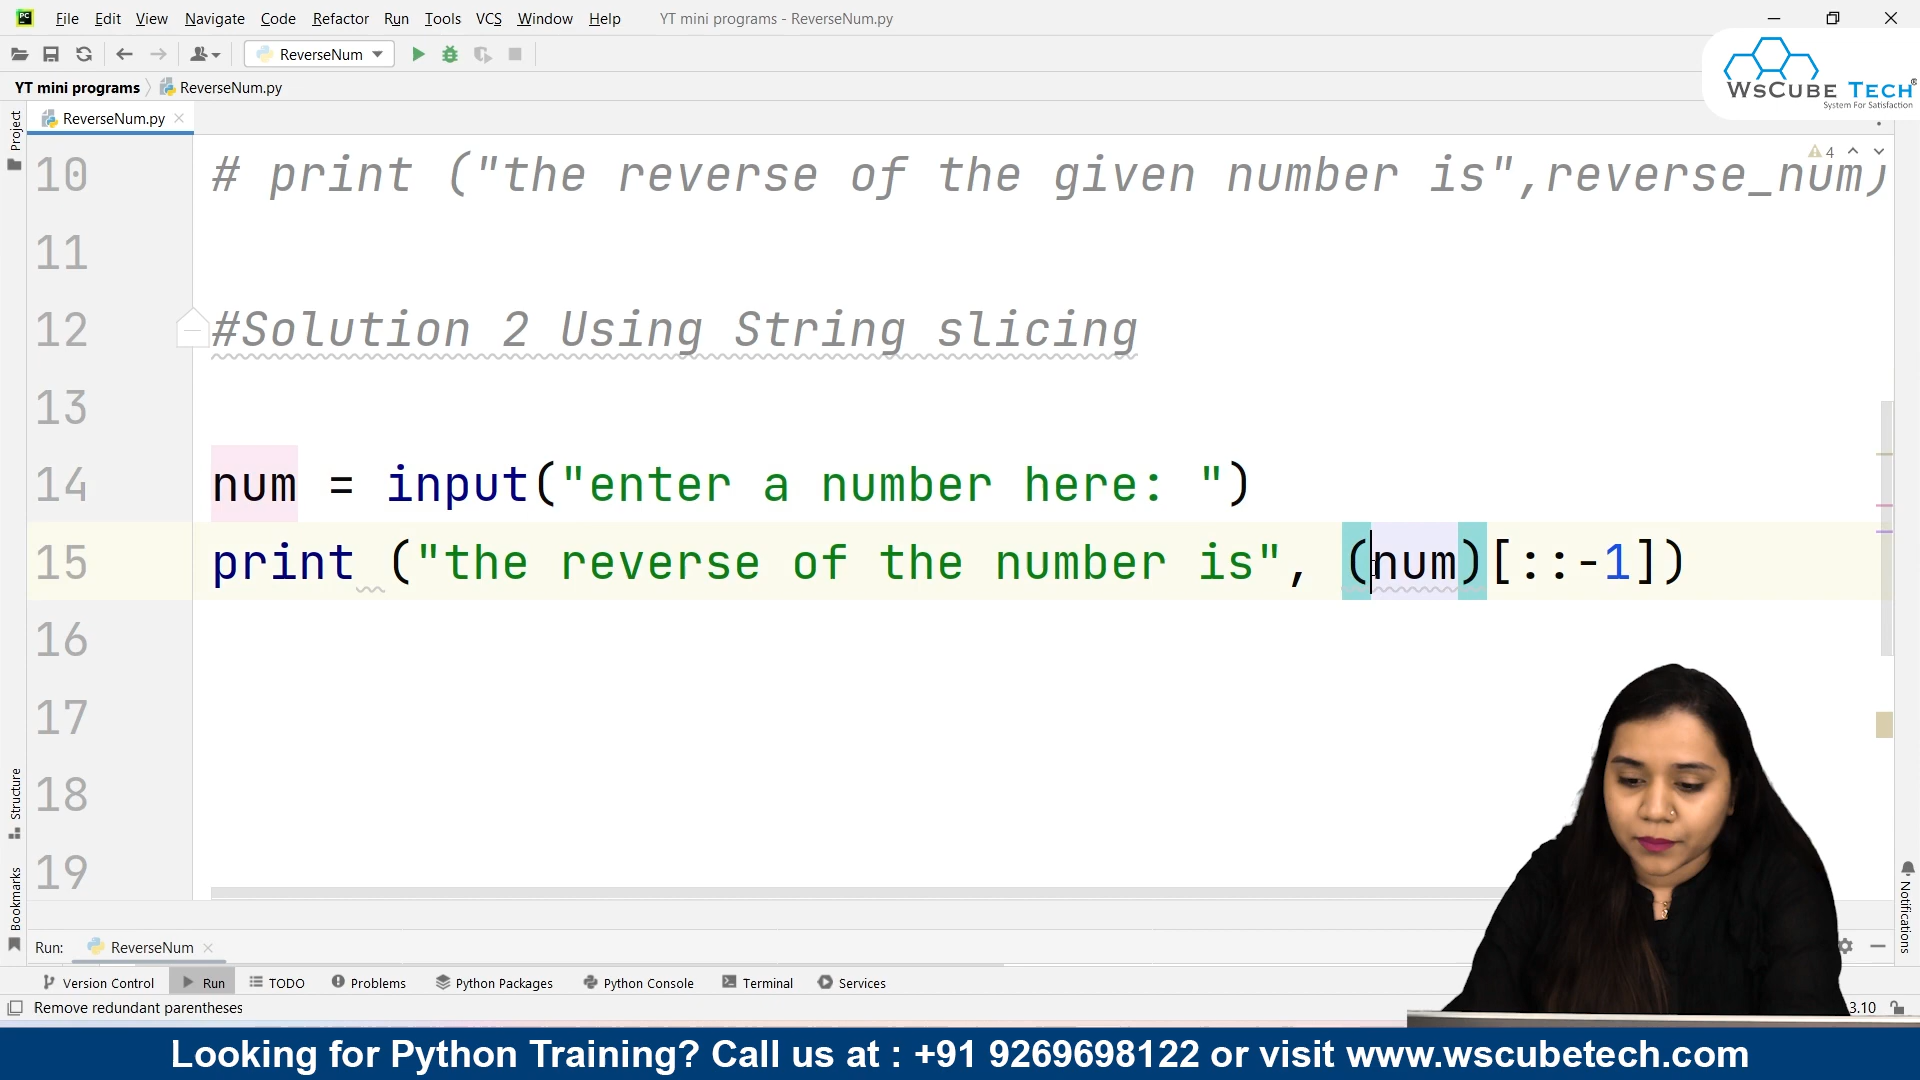 File Edit View Navigate Code Refactor Run Tools VCS Window Help YT mini programs - ReverseNum.py
ReverseNum
WsCube Tech®
System For Satisfaction
YT mini programs ReverseNum.py
Project
ReverseNum.py
4
10 # print ("the reverse of the given number is",reverse_num)
11
12 #Solution 2 Using String slicing
13
14 num = input("enter a number here: ")
15 print ("the reverse of the number is", (num)[::-1])
16
17
18
19
Structure
Bookmarks
Notifications
Run: ReverseNum
Version Control Run TODO Problems Python Packages Python Console Terminal Services
Remove redundant parentheses 3.10
Looking for Python Training? Call us at : +91 9269698122 or visit www.wscubetech.com